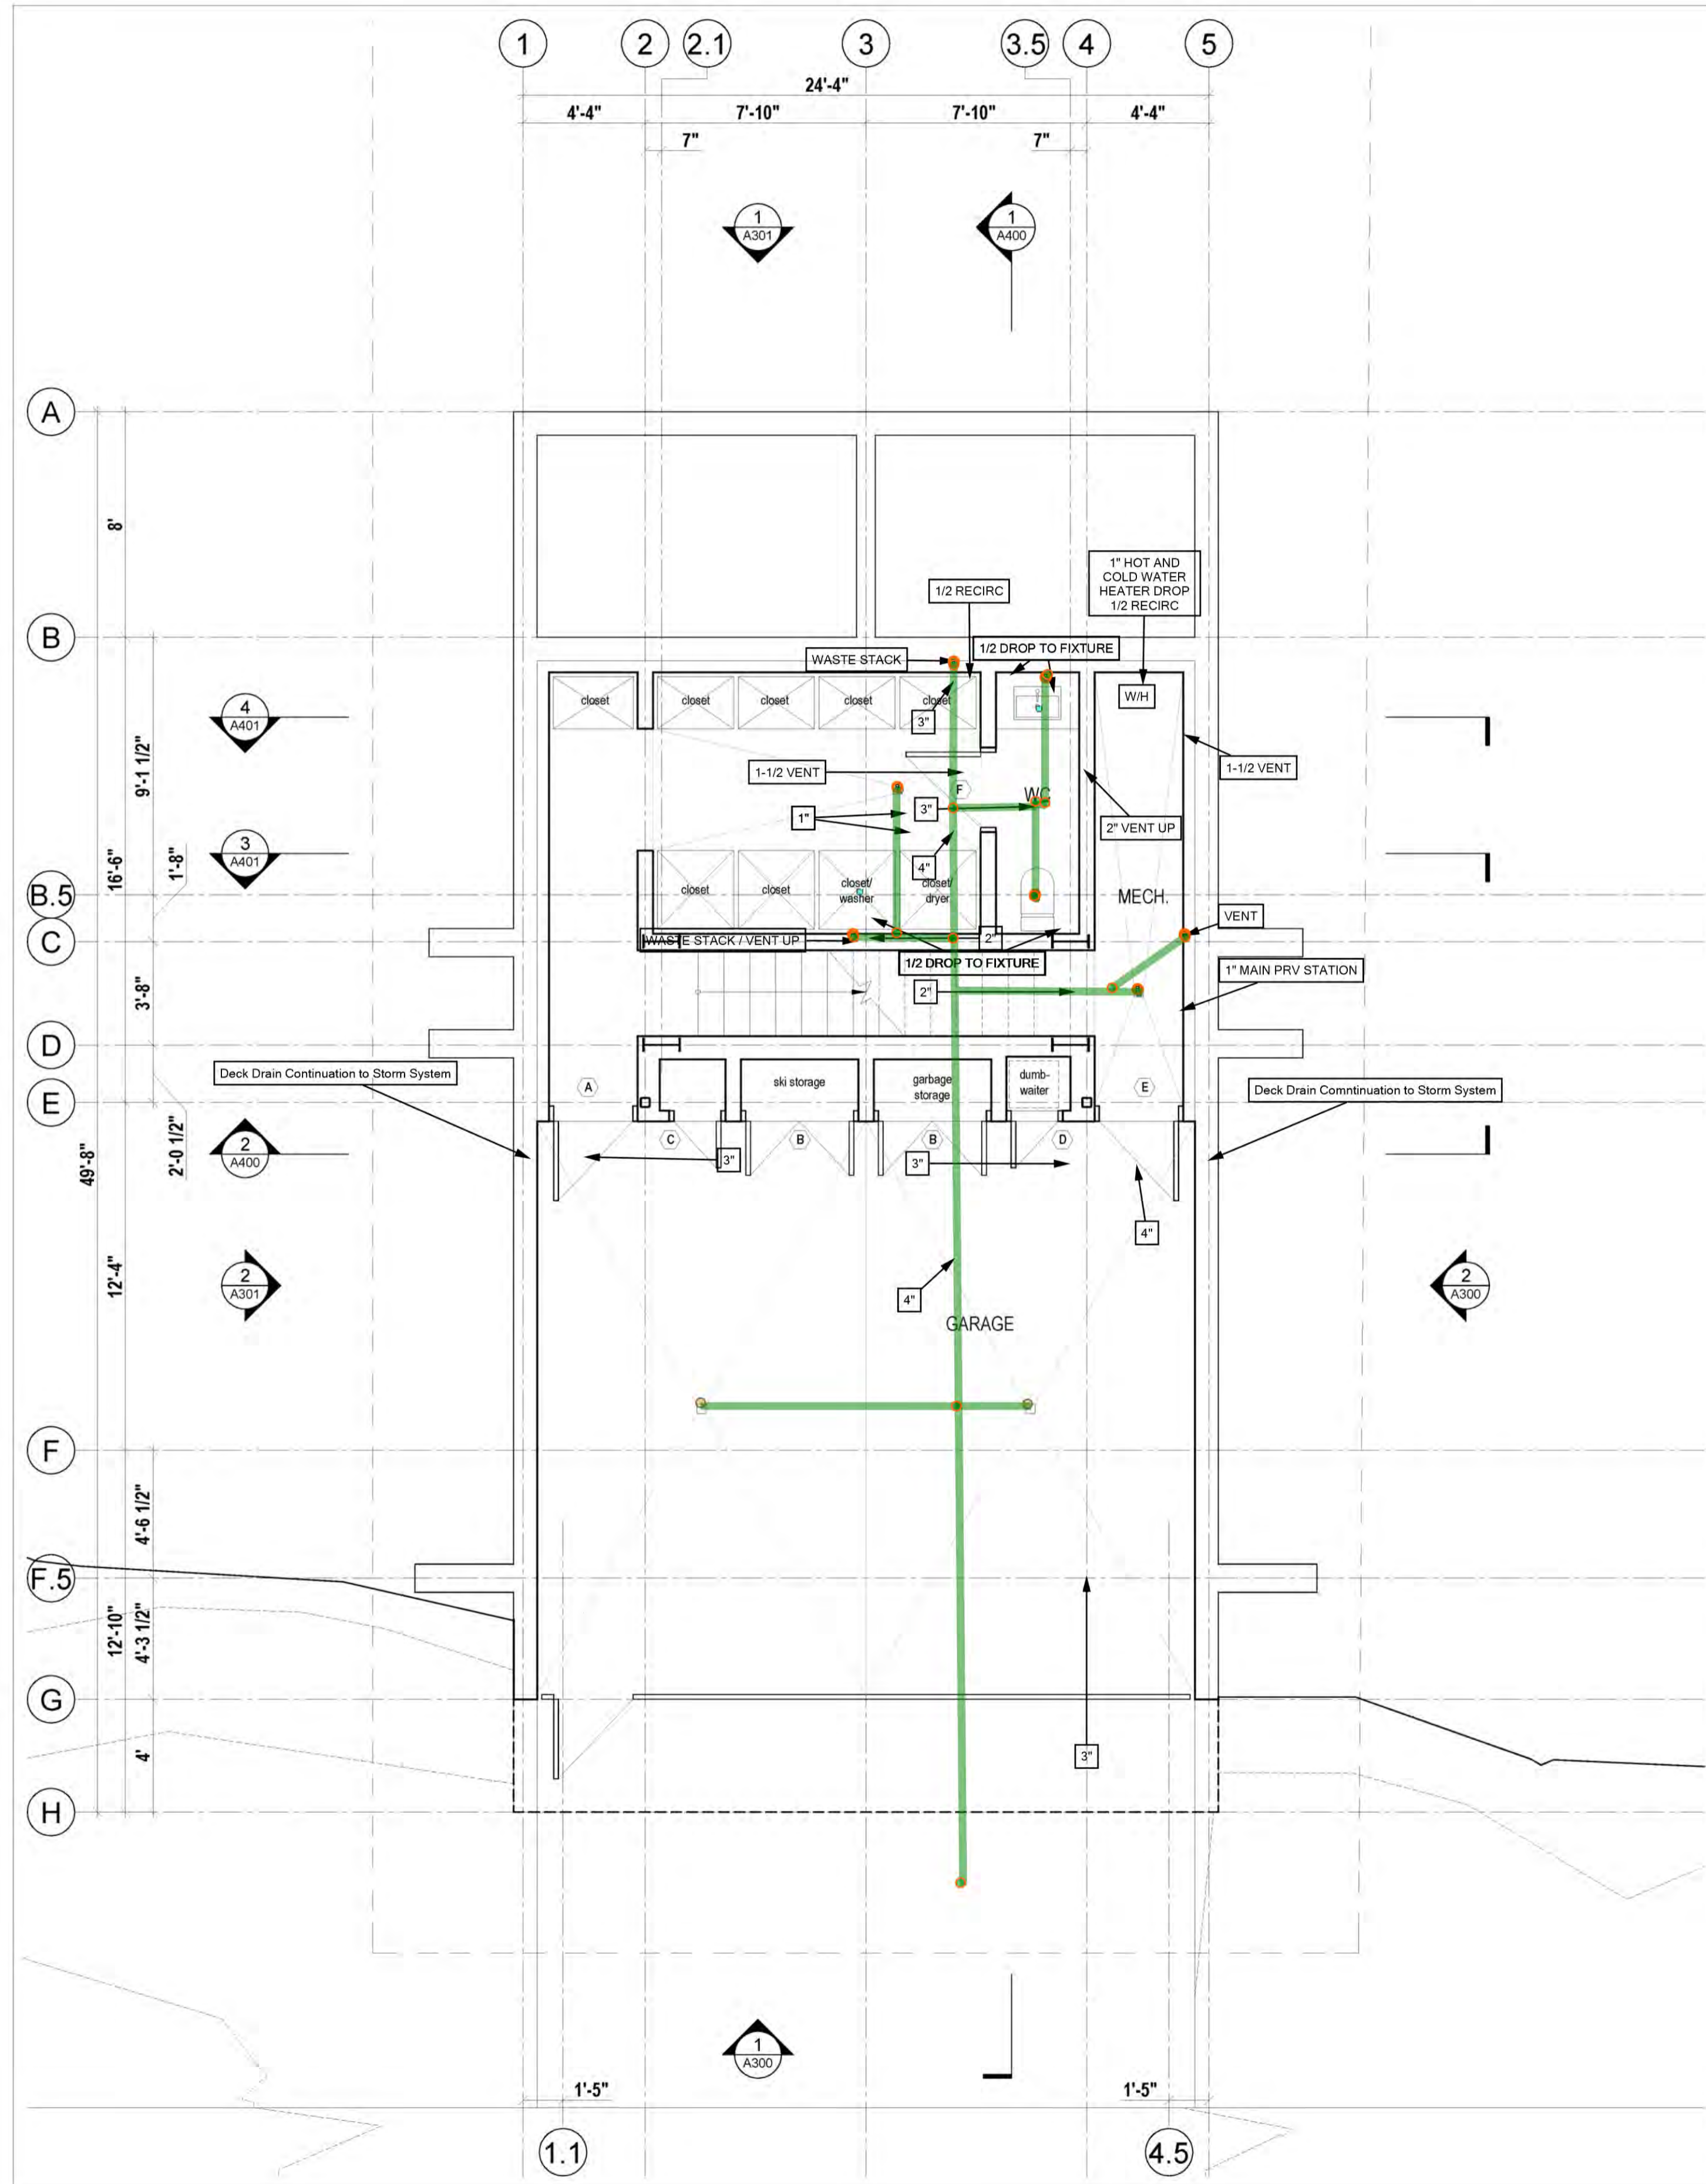 1
2
2.1
3
3.5
4
5
24'-4"
4'-4"
7'-10"
7'-10"
4'-4"
7"
7"
1
A301
1
A400
A
8'
1" HOT AND
COLD WATER
HEATER DROP
1/2 RECIRC
1/2 RECIRC
B
WASTE STACK
1/2 DROP TO FIXTURE
closet
closet
closet
closet
closet
W/H
4
A401
3"
9'-1 1/2"
1-1/2 VENT
1-1/2 VENT
F
WC
1"
3"
2" VENT UP
3
A401
16'-6"
1'-8"
4"
B.5
closet
closet
closet/
washer
closet/
dryer
MECH.
VENT
C
WASTE STACK / VENT UP
2"
1/2 DROP TO FIXTURE
1" MAIN PRV STATION
3'-8"
2"
D
Deck Drain Continuation to Storm System
A
ski storage
garbage
storage
dumb-
waiter
E
Deck Drain Comntinuation to Storm System
E
2
A400
2'-0 1/2"
49'-8"
C
B
B
D
3"
3"
4"
12'-4"
2
A301
2
A300
4"
GARAGE
F
4'-6 1/2"
F.5
12'-10"
4'-3 1/2"
G
4'
3"
H
1
A300
1'-5"
1'-5"
1.1
4.5